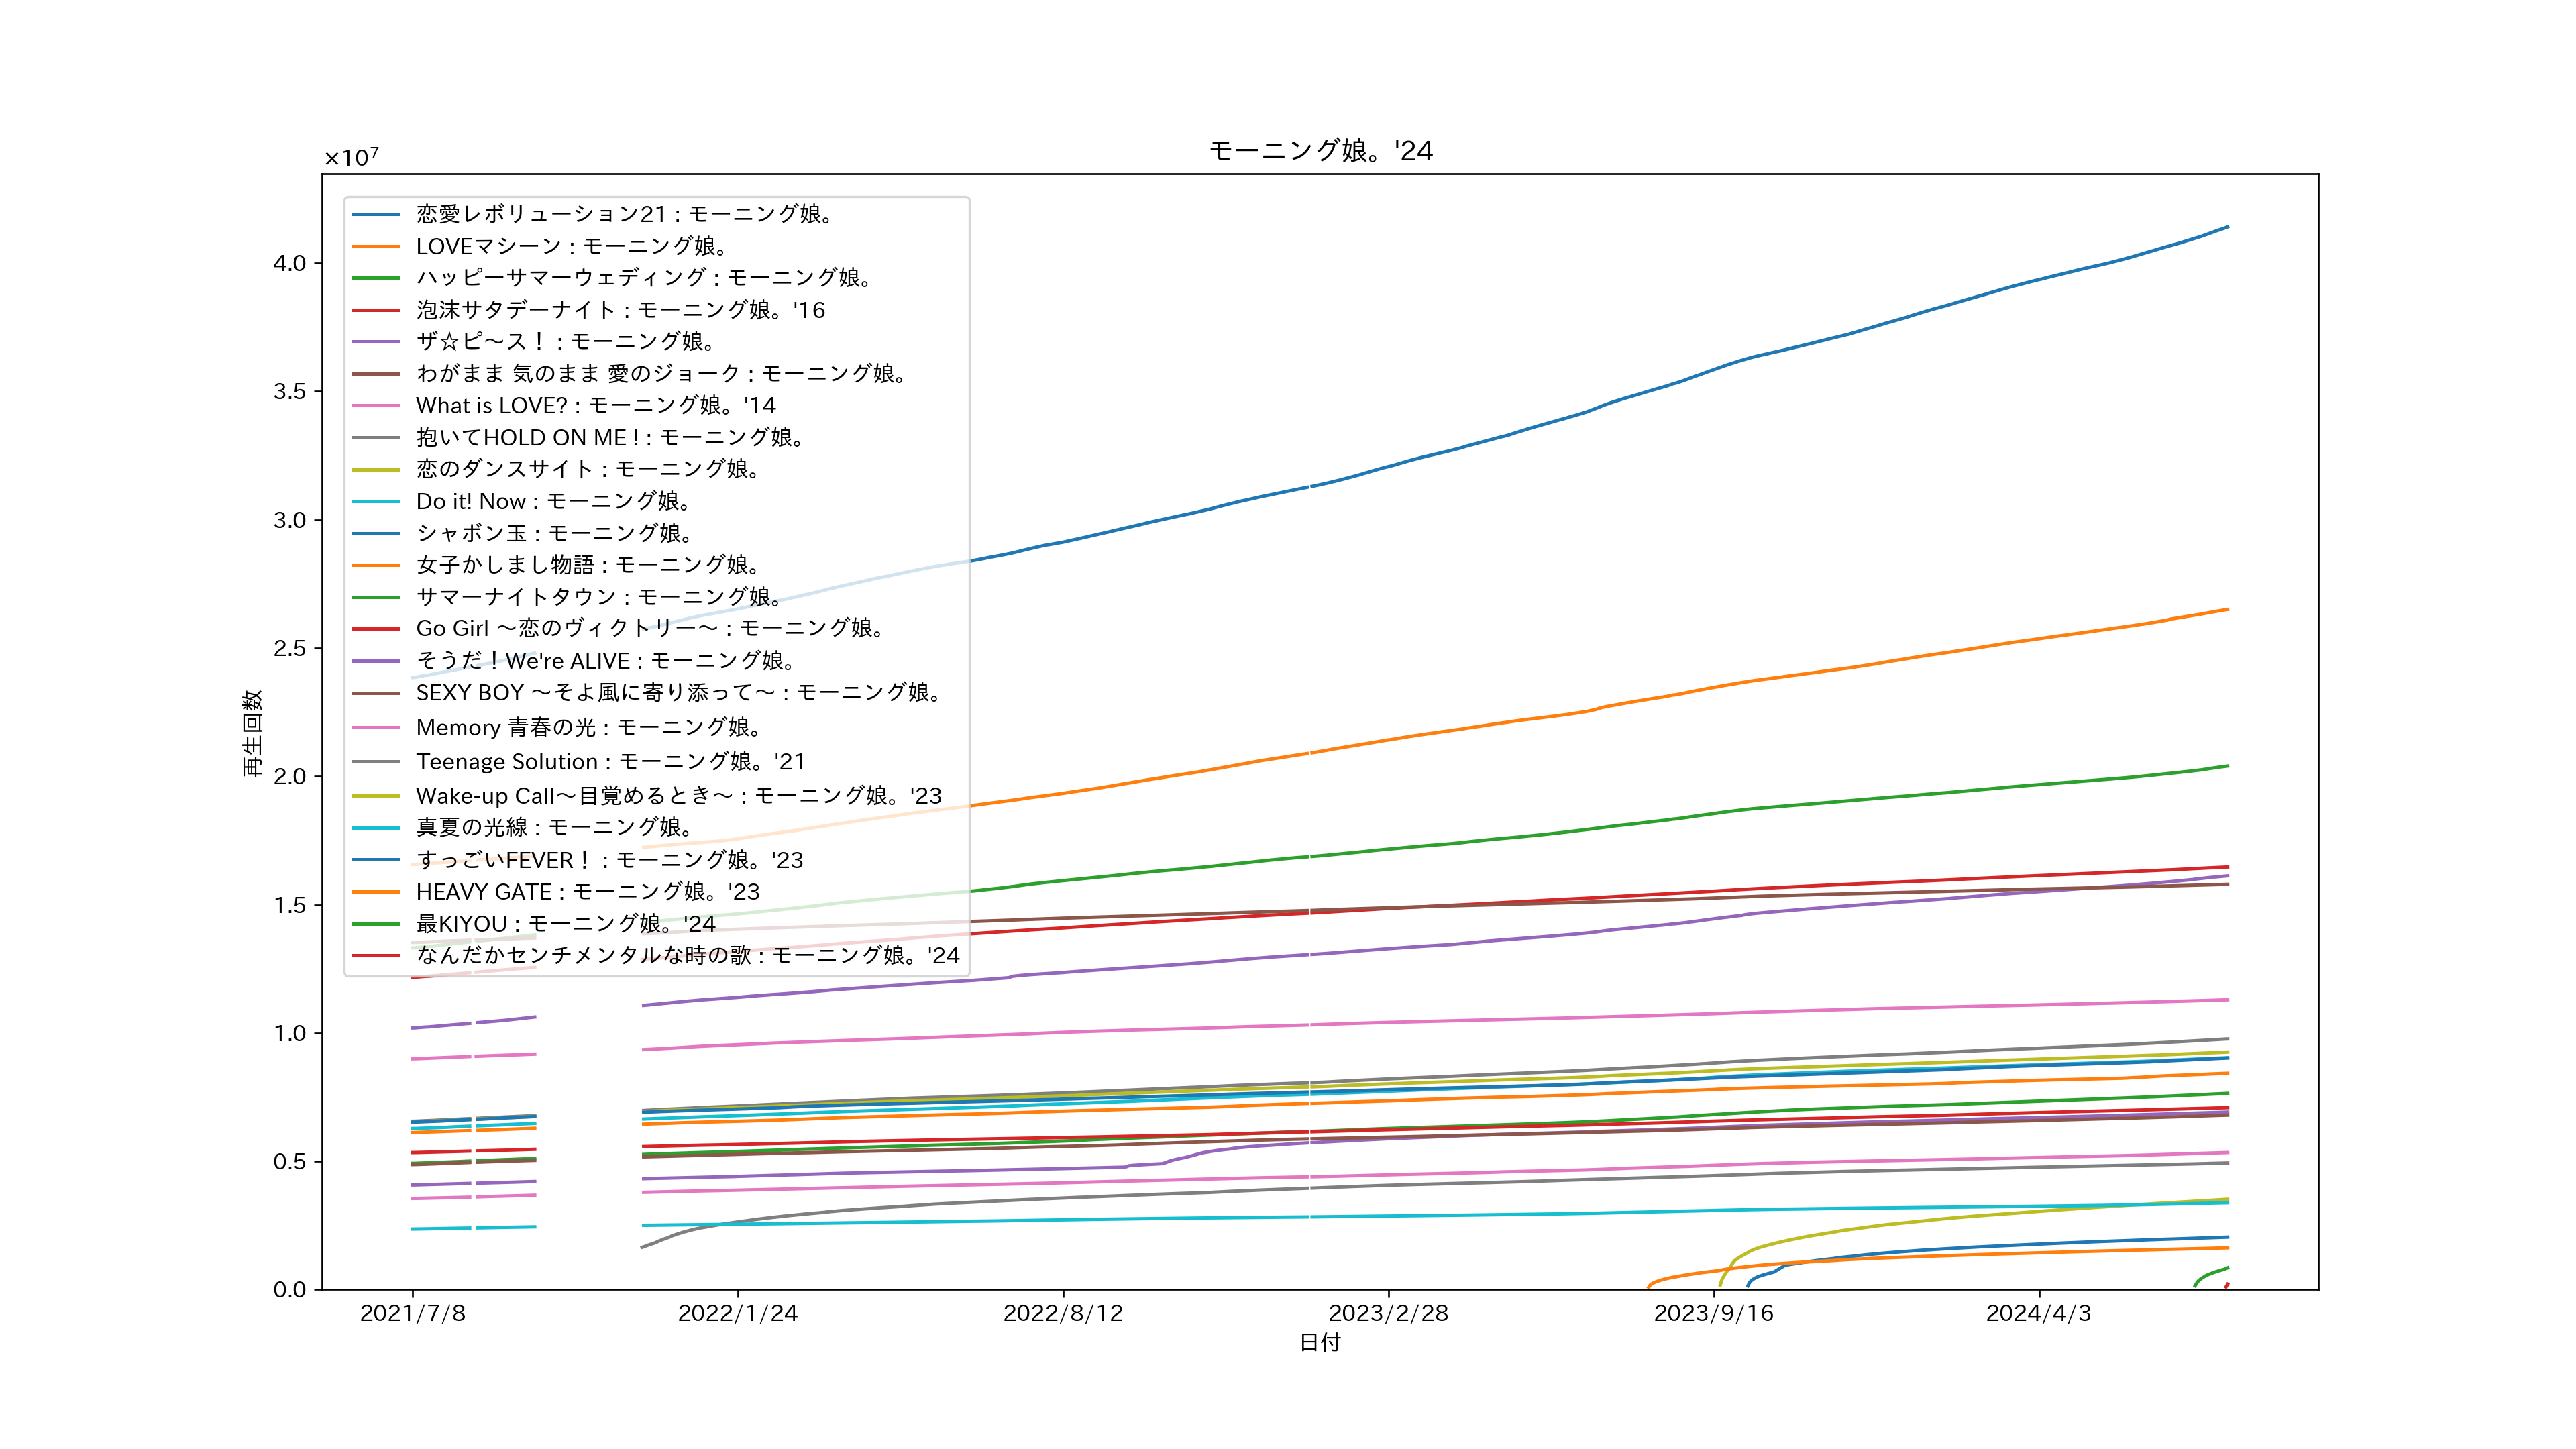 モーニング娘。'24
×10⁷
恋愛レボリューション21 : モーニング娘。
LOVEマシーン : モーニング娘。
ハッピーサマーウェディング : モーニング娘。
泡沫サタデーナイト : モーニング娘。'16
ザ☆ピ〜ス！ : モーニング娘。
わがまま 気のまま 愛のジョーク : モーニング娘。
What is LOVE? : モーニング娘。'14
抱いてHOLD ON ME ! : モーニング娘。
恋のダンスサイト : モーニング娘。
Do it! Now : モーニング娘。
シャボン玉 : モーニング娘。
女子かしまし物語 : モーニング娘。
サマーナイトタウン : モーニング娘。
Go Girl 〜恋のヴィクトリー〜 : モーニング娘。
そうだ！We're ALIVE : モーニング娘。
SEXY BOY 〜そよ風に寄り添って〜 : モーニング娘。
Memory 青春の光 : モーニング娘。
Teenage Solution : モーニング娘。'21
Wake-up Call〜目覚めるとき〜 : モーニング娘。'23
真夏の光線 : モーニング娘。
すっごいFEVER！ : モーニング娘。'23
HEAVY GATE : モーニング娘。'23
最KIYOU : モーニング娘。'24
なんだかセンチメンタルな時の歌 : モーニング娘。'24
4.0
3.5
3.0
2.5
2.0
1.5
1.0
0.5
0.0
再生回数
2021/7/8 2022/1/24 2022/8/12 2023/2/28 2023/9/16 2024/4/3
日付